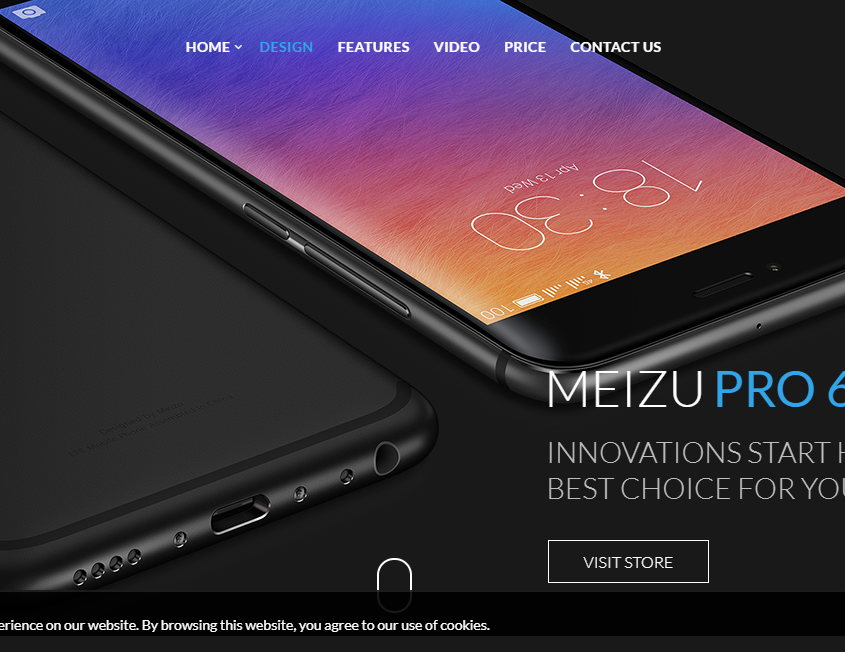 HOME DESIGN FEATURES VIDEO PRICE CONTACT US
18:30
Apr 13 Wed
4G 100
MEIZU PRO 6
INNOVATIONS START
BEST CHOICE FOR YOU
VISIT STORE
erience on our website. By browsing this website, you agree to our use of cookies.